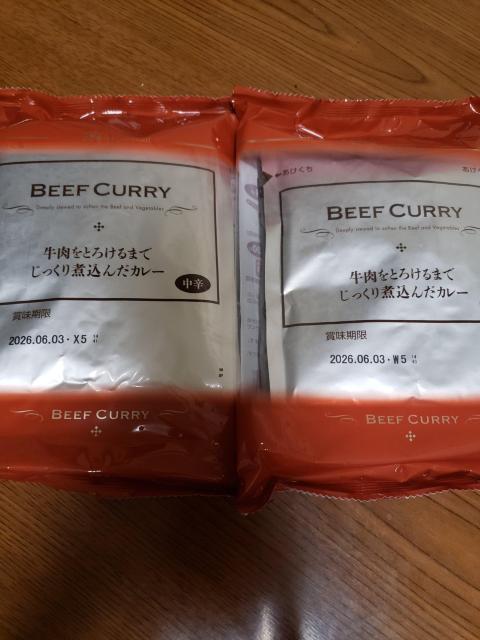 BEEF CURRY
Deeply stewed to soften the Beef and Vegetables
牛肉をとろけるまで
じっくり煮込んだカレー
中辛
賞味期限
2026.06.03・X5
BEEF CURRY
あけくち
あけ
BEEF CURRY
Deeply stewed to soften the Beef and Vegetables
牛肉をとろけるまで
じっくり煮込んだカレー
賞味期限
2026.06.03・W5
BEEF CURRY